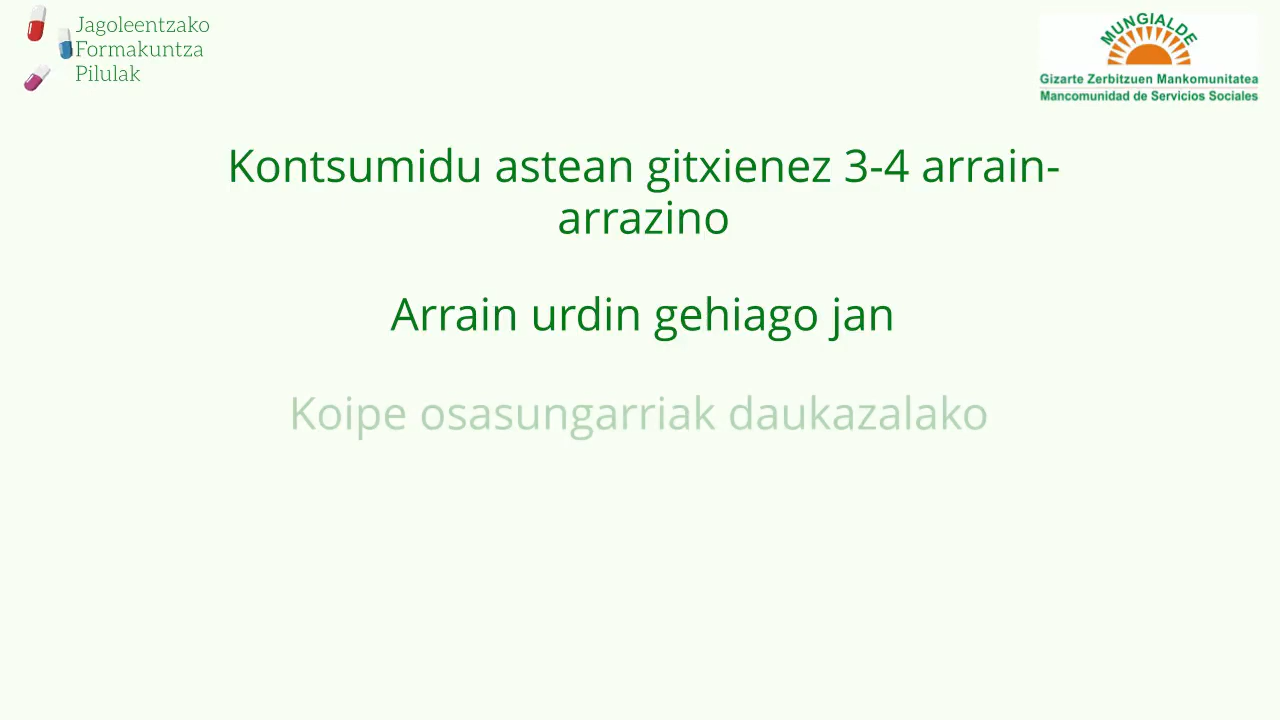 Jagoleentzako
Formakuntza
Pilulak
MUNGIALDE
Gizarte Zerbitzuen Mankomunitatea
Mancomunidad de Servicios Sociales
Kontsumidu astean gitxienez 3-4 arrain-
arrazino
Arrain urdin gehiago jan
Koipe osasungarriak daukazalako